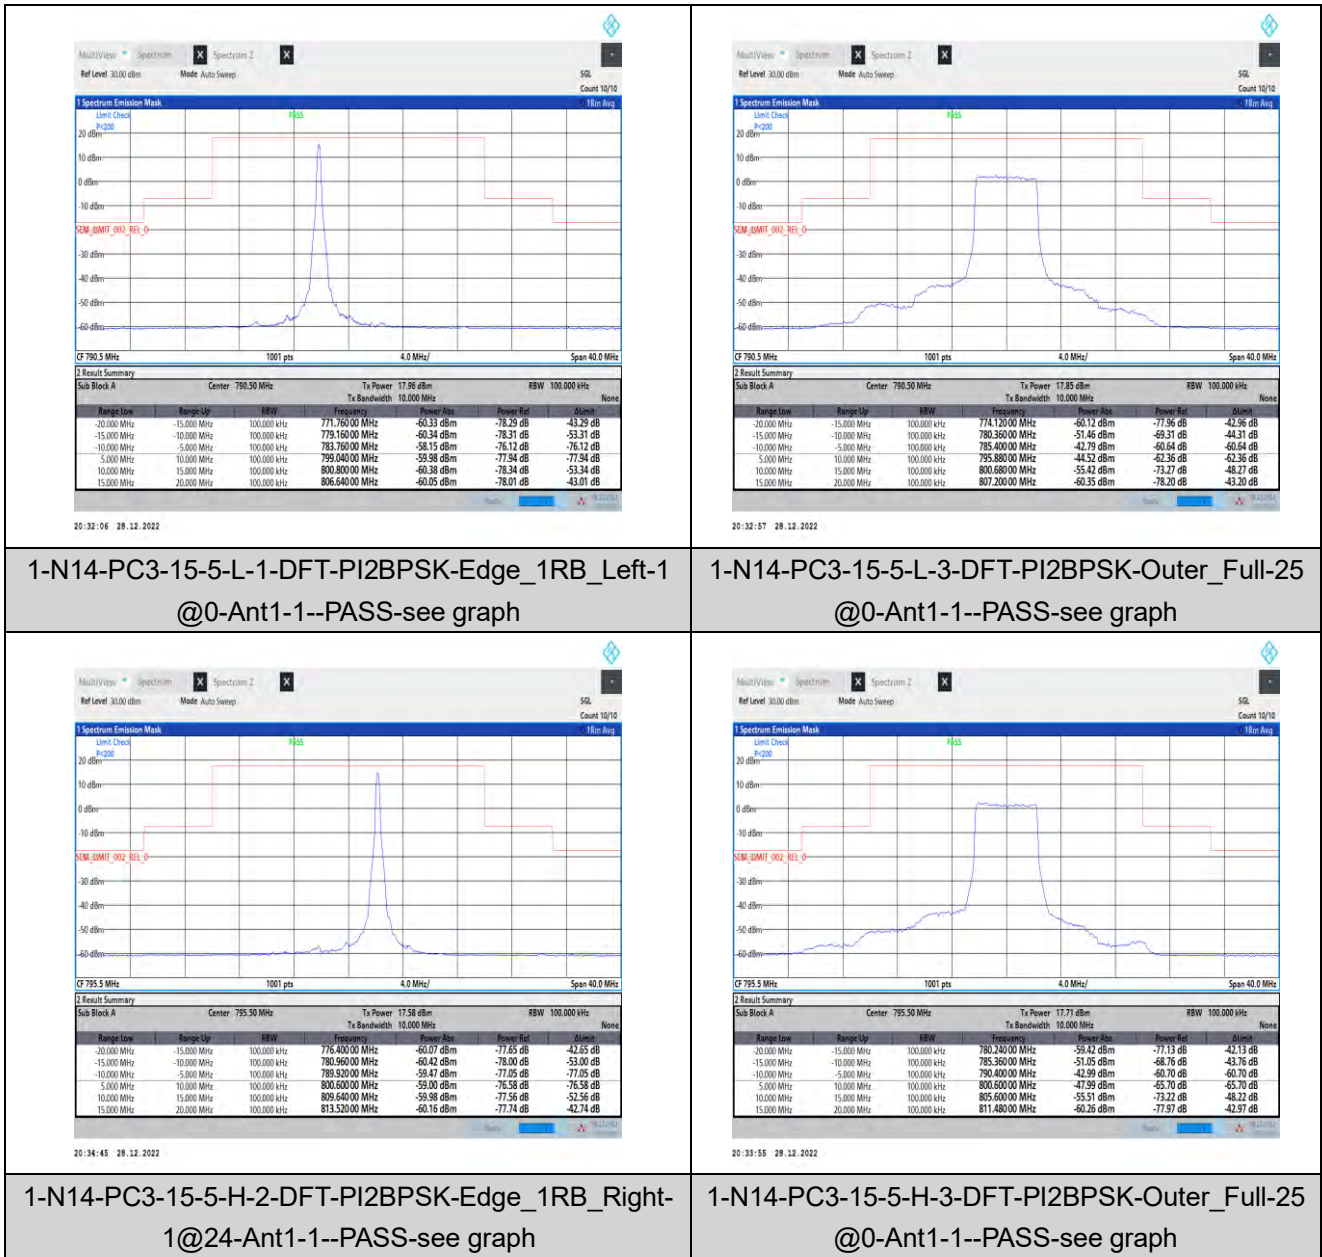 MultiView Spectrum X Spectrum 2 X
Ref Level 30.00 dBm Mode Auto Sweep SGL
Count 10/10
1 Spectrum Emission Mask 1Rm Avg
Limit Check PASS
P<200
20 dBm
10 dBm
0 dBm
-10 dBm
SEM_LIMIT_002_REL_0
-30 dBm
-40 dBm
-50 dBm
-60 dBm
CF 790.5 MHz 1001 pts 4.0 MHz/ Span 40.0 MHz
2 Result Summary
Sub Block A Center 790.50 MHz Tx Power 17.96 dBm RBW 100.000 kHz
Tx Bandwidth 10.000 MHz None
Range Low Range Up RBW Frequency Power Abs Power Rel ΔLimit
-20.000 MHz -15.000 MHz 100.000 kHz 771.76000 MHz -60.33 dBm -78.29 dB -43.29 dB
-15.000 MHz -10.000 MHz 100.000 kHz 779.16000 MHz -60.34 dBm -78.31 dB -53.31 dB
-10.000 MHz -5.000 MHz 100.000 kHz 783.76000 MHz -58.15 dBm -76.12 dB -76.12 dB
5.000 MHz 10.000 MHz 100.000 kHz 799.04000 MHz -59.98 dBm -77.94 dB -77.94 dB
10.000 MHz 15.000 MHz 100.000 kHz 800.80000 MHz -60.38 dBm -78.34 dB -53.34 dB
15.000 MHz 20.000 MHz 100.000 kHz 806.64000 MHz -60.05 dBm -78.01 dB -43.01 dB
20:32:06 28.12.2022
1-N14-PC3-15-5-L-1-DFT-PI2BPSK-Edge_1RB_Left-1
@0-Ant1-1--PASS-see graph
MultiView Spectrum X Spectrum 2 X
Ref Level 30.00 dBm Mode Auto Sweep SGL
Count 10/10
1 Spectrum Emission Mask 1Rm Avg
Limit Check PASS
P<200
20 dBm
10 dBm
0 dBm
-10 dBm
SEM_LIMIT_002_REL_0
-30 dBm
-40 dBm
-50 dBm
-60 dBm
CF 790.5 MHz 1001 pts 4.0 MHz/ Span 40.0 MHz
2 Result Summary
Sub Block A Center 790.50 MHz Tx Power 17.85 dBm RBW 100.000 kHz
Tx Bandwidth 10.000 MHz None
Range Low Range Up RBW Frequency Power Abs Power Rel ΔLimit
-20.000 MHz -15.000 MHz 100.000 kHz 774.12000 MHz -60.12 dBm -77.96 dB -42.96 dB
-15.000 MHz -10.000 MHz 100.000 kHz 780.36000 MHz -51.46 dBm -69.31 dB -44.31 dB
-10.000 MHz -5.000 MHz 100.000 kHz 785.40000 MHz -42.79 dBm -60.64 dB -60.64 dB
5.000 MHz 10.000 MHz 100.000 kHz 795.88000 MHz -44.52 dBm -62.36 dB -62.36 dB
10.000 MHz 15.000 MHz 100.000 kHz 800.68000 MHz -55.42 dBm -73.27 dB -48.27 dB
15.000 MHz 20.000 MHz 100.000 kHz 807.20000 MHz -60.35 dBm -78.20 dB -43.20 dB
20:32:57 28.12.2022
1-N14-PC3-15-5-L-3-DFT-PI2BPSK-Outer_Full-25
@0-Ant1-1--PASS-see graph
MultiView Spectrum X Spectrum 2 X
Ref Level 30.00 dBm Mode Auto Sweep SGL
Count 10/10
1 Spectrum Emission Mask 1Rm Avg
Limit Check PASS
P<200
20 dBm
10 dBm
0 dBm
-10 dBm
SEM_LIMIT_002_REL_0
-30 dBm
-40 dBm
-50 dBm
-60 dBm
CF 795.5 MHz 1001 pts 4.0 MHz/ Span 40.0 MHz
2 Result Summary
Sub Block A Center 795.50 MHz Tx Power 17.58 dBm RBW 100.000 kHz
Tx Bandwidth 10.000 MHz None
Range Low Range Up RBW Frequency Power Abs Power Rel ΔLimit
-20.000 MHz -15.000 MHz 100.000 kHz 776.40000 MHz -60.07 dBm -77.65 dB -42.65 dB
-15.000 MHz -10.000 MHz 100.000 kHz 780.96000 MHz -60.42 dBm -78.00 dB -53.00 dB
-10.000 MHz -5.000 MHz 100.000 kHz 789.92000 MHz -59.47 dBm -77.05 dB -77.05 dB
5.000 MHz 10.000 MHz 100.000 kHz 800.60000 MHz -59.00 dBm -76.58 dB -76.58 dB
10.000 MHz 15.000 MHz 100.000 kHz 809.64000 MHz -59.98 dBm -77.56 dB -52.56 dB
15.000 MHz 20.000 MHz 100.000 kHz 813.52000 MHz -60.16 dBm -77.74 dB -42.74 dB
20:34:45 28.12.2022
1-N14-PC3-15-5-H-2-DFT-PI2BPSK-Edge_1RB_Right-
1@24-Ant1-1--PASS-see graph
MultiView Spectrum X Spectrum 2 X
Ref Level 30.00 dBm Mode Auto Sweep SGL
Count 10/10
1 Spectrum Emission Mask 1Rm Avg
Limit Check PASS
P<200
20 dBm
10 dBm
0 dBm
-10 dBm
SEM_LIMIT_002_REL_0
-30 dBm
-40 dBm
-50 dBm
-60 dBm
CF 795.5 MHz 1001 pts 4.0 MHz/ Span 40.0 MHz
2 Result Summary
Sub Block A Center 795.50 MHz Tx Power 17.71 dBm RBW 100.000 kHz
Tx Bandwidth 10.000 MHz None
Range Low Range Up RBW Frequency Power Abs Power Rel ΔLimit
-20.000 MHz -15.000 MHz 100.000 kHz 780.24000 MHz -59.42 dBm -77.13 dB -42.13 dB
-15.000 MHz -10.000 MHz 100.000 kHz 785.36000 MHz -51.05 dBm -68.76 dB -43.76 dB
-10.000 MHz -5.000 MHz 100.000 kHz 790.40000 MHz -42.99 dBm -60.70 dB -60.70 dB
5.000 MHz 10.000 MHz 100.000 kHz 800.60000 MHz -47.99 dBm -65.70 dB -65.70 dB
10.000 MHz 15.000 MHz 100.000 kHz 805.60000 MHz -55.51 dBm -73.22 dB -48.22 dB
15.000 MHz 20.000 MHz 100.000 kHz 811.48000 MHz -60.26 dBm -77.97 dB -42.97 dB
20:33:55 28.12.2022
1-N14-PC3-15-5-H-3-DFT-PI2BPSK-Outer_Full-25
@0-Ant1-1--PASS-see graph